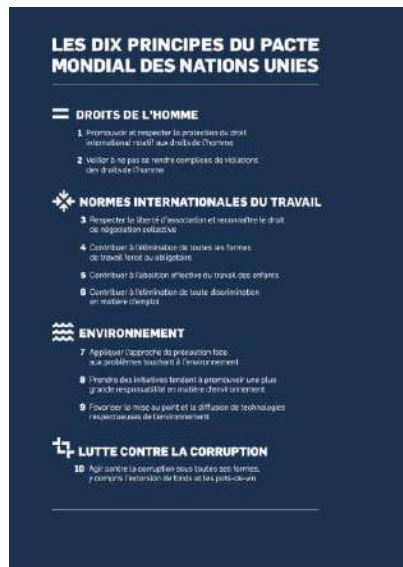 LES DIX PRINCIPES DU PACTE
MONDIAL DES NATIONS UNIES
DROITS DE L'HOMME
1 Promouvoir et respecter la protection du droit
international relatif aux droits de l'homme
2 Veiller à ne pas se rendre complices de violations
des droits de l'homme
NORMES INTERNATIONALES DU TRAVAIL
3 Respecter la liberté d'association et reconnaître le droit
de négociation collective
4 Contribuer à l'élimination de toutes les formes
de travail forcé ou obligatoire
5 Contribuer à l'abolition effective du travail des enfants
6 Contribuer à l'élimination de toute discrimination
en matière d'emploi
ENVIRONNEMENT
7 Appliquer l'approche de précaution face
aux problèmes touchant à l'environnement
8 Prendre des initiatives tendant à promouvoir une plus
grande responsabilité en matière d'environnement
9 Favoriser la mise au point et la diffusion de technologies
respectueuses de l'environnement
LUTTE CONTRE LA CORRUPTION
10 Agir contre la corruption sous toutes ses formes,
y compris l'extorsion de fonds et les pots-de-vin